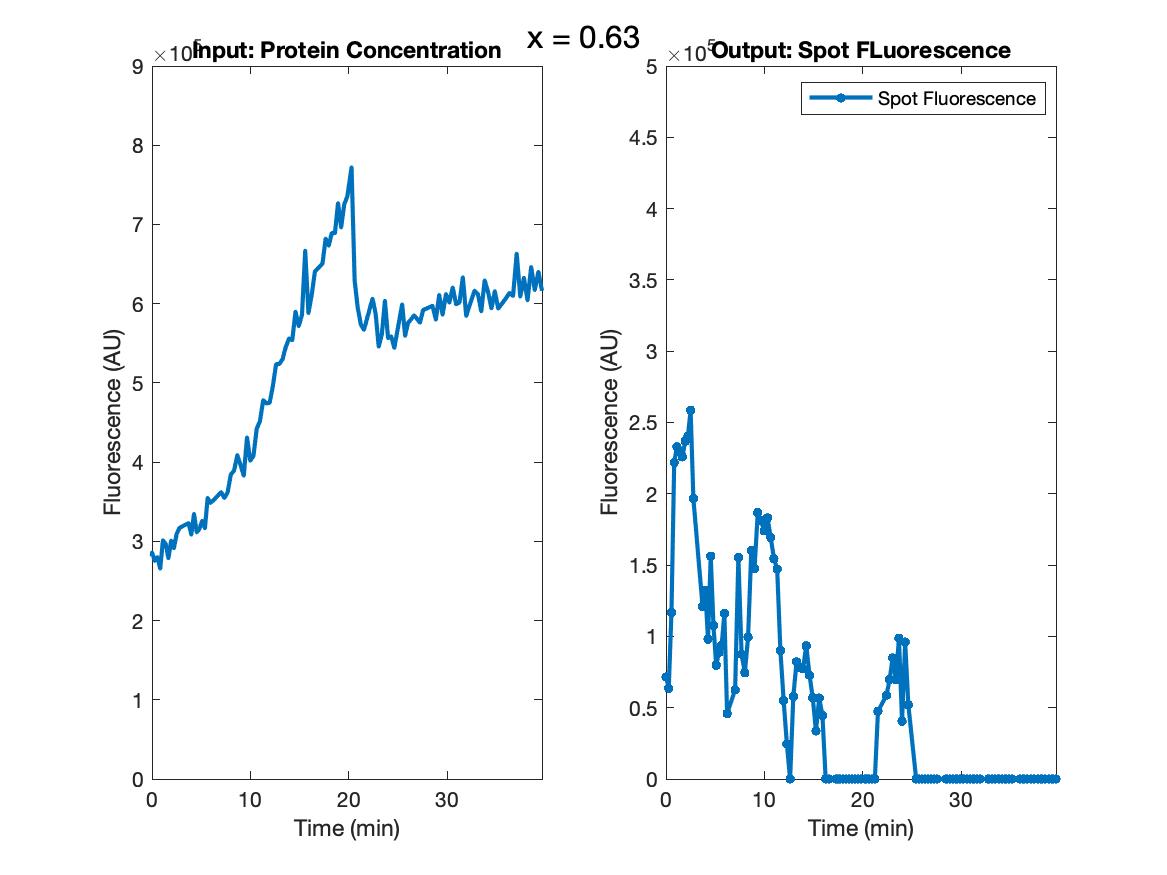 x = 0.63
×10⁵
Input: Protein Concentration
9
8
7
6
5
4
3
2
1
0
Fluorescence (AU)
0 10 20 30
Time (min)
×10⁵
Output: Spot FLuorescence
Spot Fluorescence
5
4.5
4
3.5
3
2.5
2
1.5
1
0.5
0
Fluorescence (AU)
0 10 20 30
Time (min)